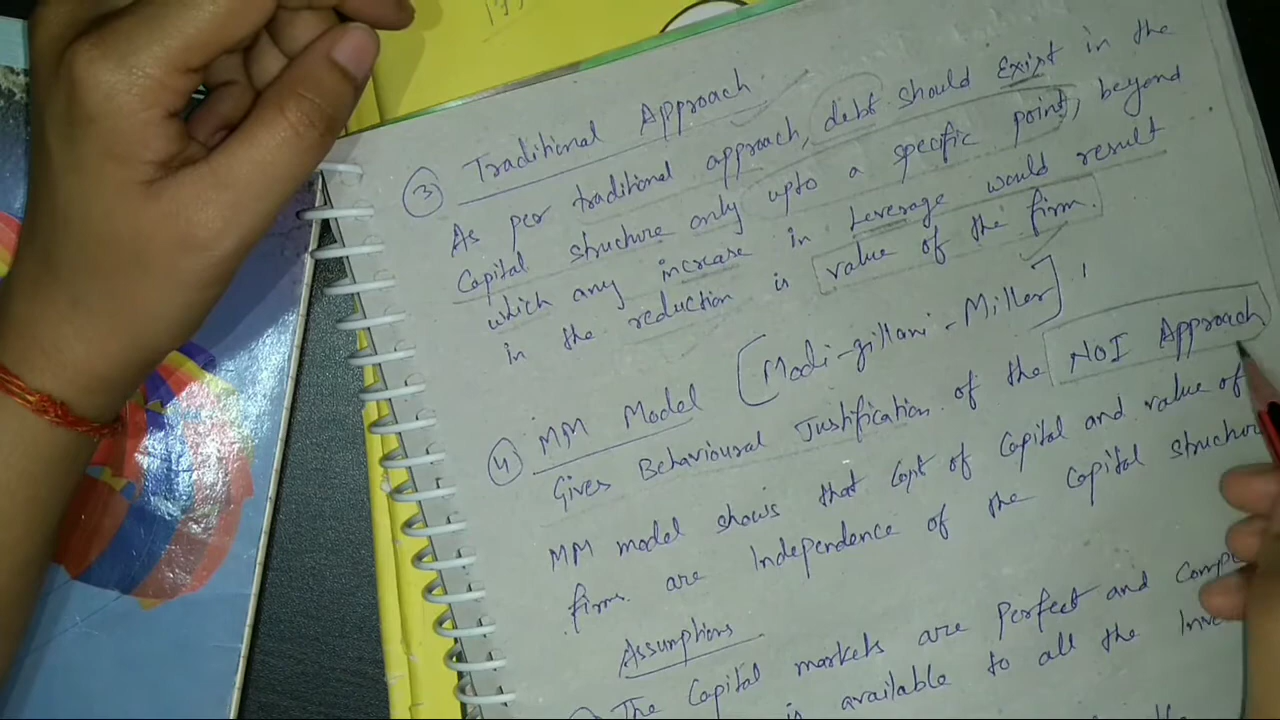 ③ Traditional Approach
As per traditional approach, debt should Exist in the
Capital structure only upto a specific point, beyond
which any increase in Leverage would result
in the reduction in value of the firm.
④ MM Model [Modi-gillani-Miller]
Gives Behavioural Justification of the NOI Approach
MM model shows that Cost of Capital and value of
firm are Independence of the Capital
Assumptions
The Capital markets are Perfect and
is available to all the